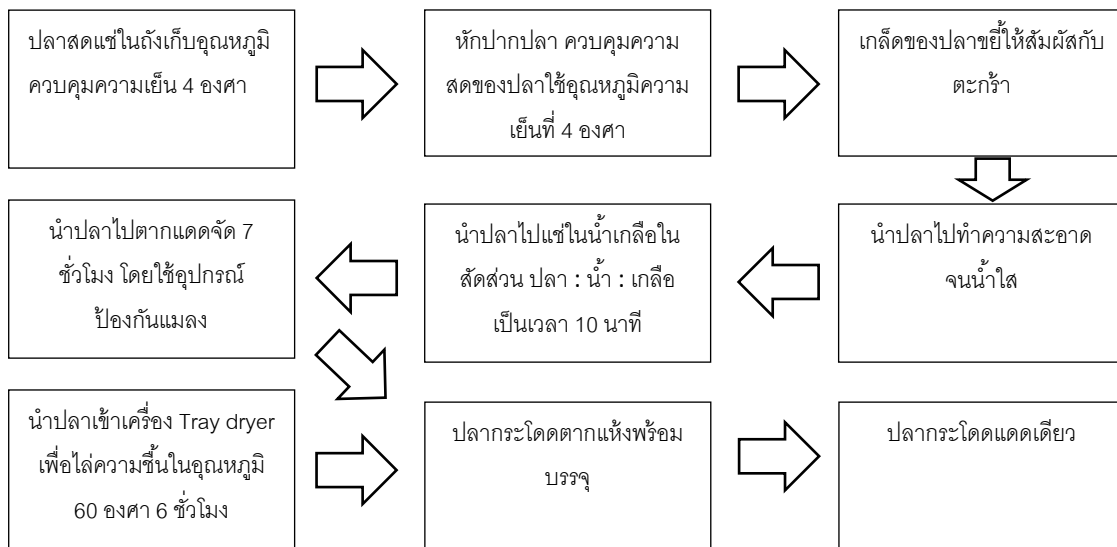 ปลาสดแช่ในถังเก็บอุณหภูมิ
ควบคุมความเย็น 4 องศา
หักปากปลา ควบคุมความ
สดของปลาใช้อุณหภูมิความ
เย็นที่ 4 องศา
เกล็ดของปลาขยี้ให้สัมผัสกับ
ตะกร้า
นำปลาไปทำความสะอาด
จนน้ำใส
นำปลาไปแช่ในน้ำเกลือใน
สัดส่วน ปลา : น้ำ : เกลือ
เป็นเวลา 10 นาที
นำปลาไปตากแดดจัด 7
ชั่วโมง โดยใช้อุปกรณ์
ป้องกันแมลง
นำปลาเข้าเครื่อง Tray dryer
เพื่อไล่ความชื้นในอุณหภูมิ
60 องศา 6 ชั่วโมง
ปลากระโดดตากแห้งพร้อม
บรรจุ
ปลากระโดดแดดเดียว